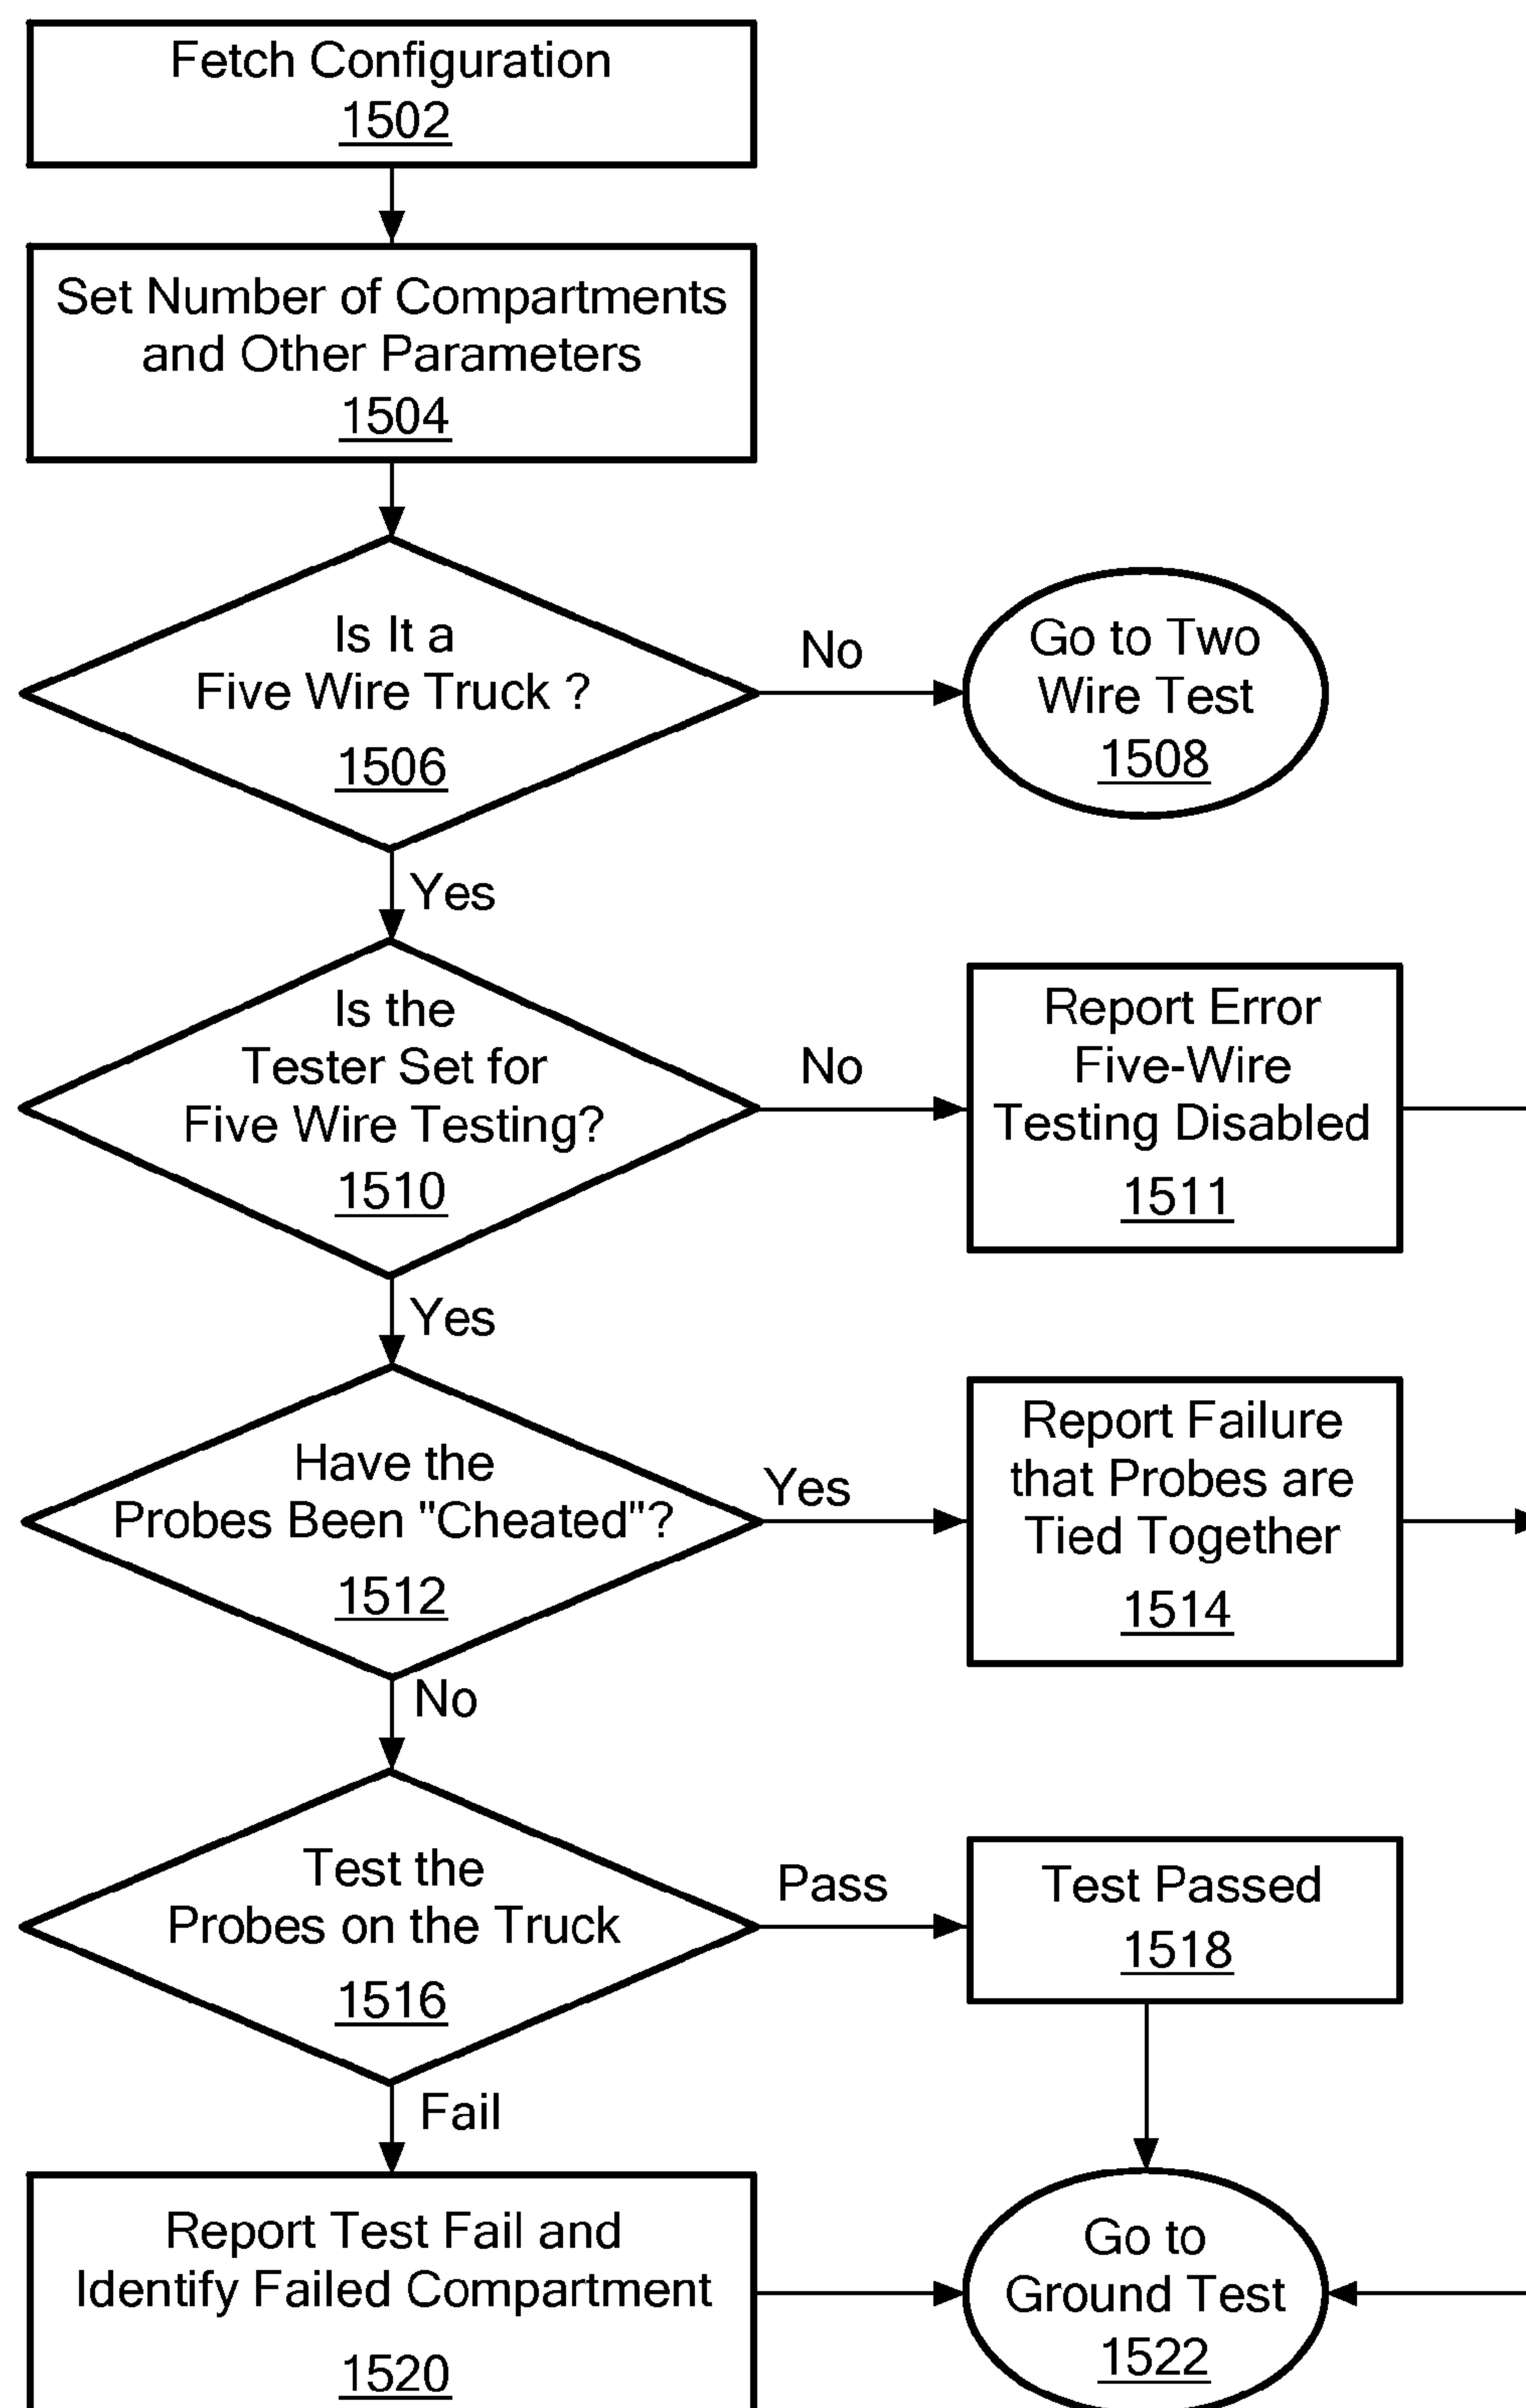 Fetch Configuration
1502
Set Number of Compartments
and Other Parameters
1504
Is It a
Five Wire Truck ?
1506
No
Go to Two
Wire Test
1508
Yes
Is the
Tester Set for
Five Wire Testing?
1510
No
Report Error
Five-Wire
Testing Disabled
1511
Yes
Have the
Probes Been "Cheated"?
1512
Yes
Report Failure
that Probes are
Tied Together
1514
No
Test the
Probes on the Truck
1516
Pass
Test Passed
1518
Fail
Report Test Fail and
Identify Failed Compartment
1520
Go to
Ground Test
1522